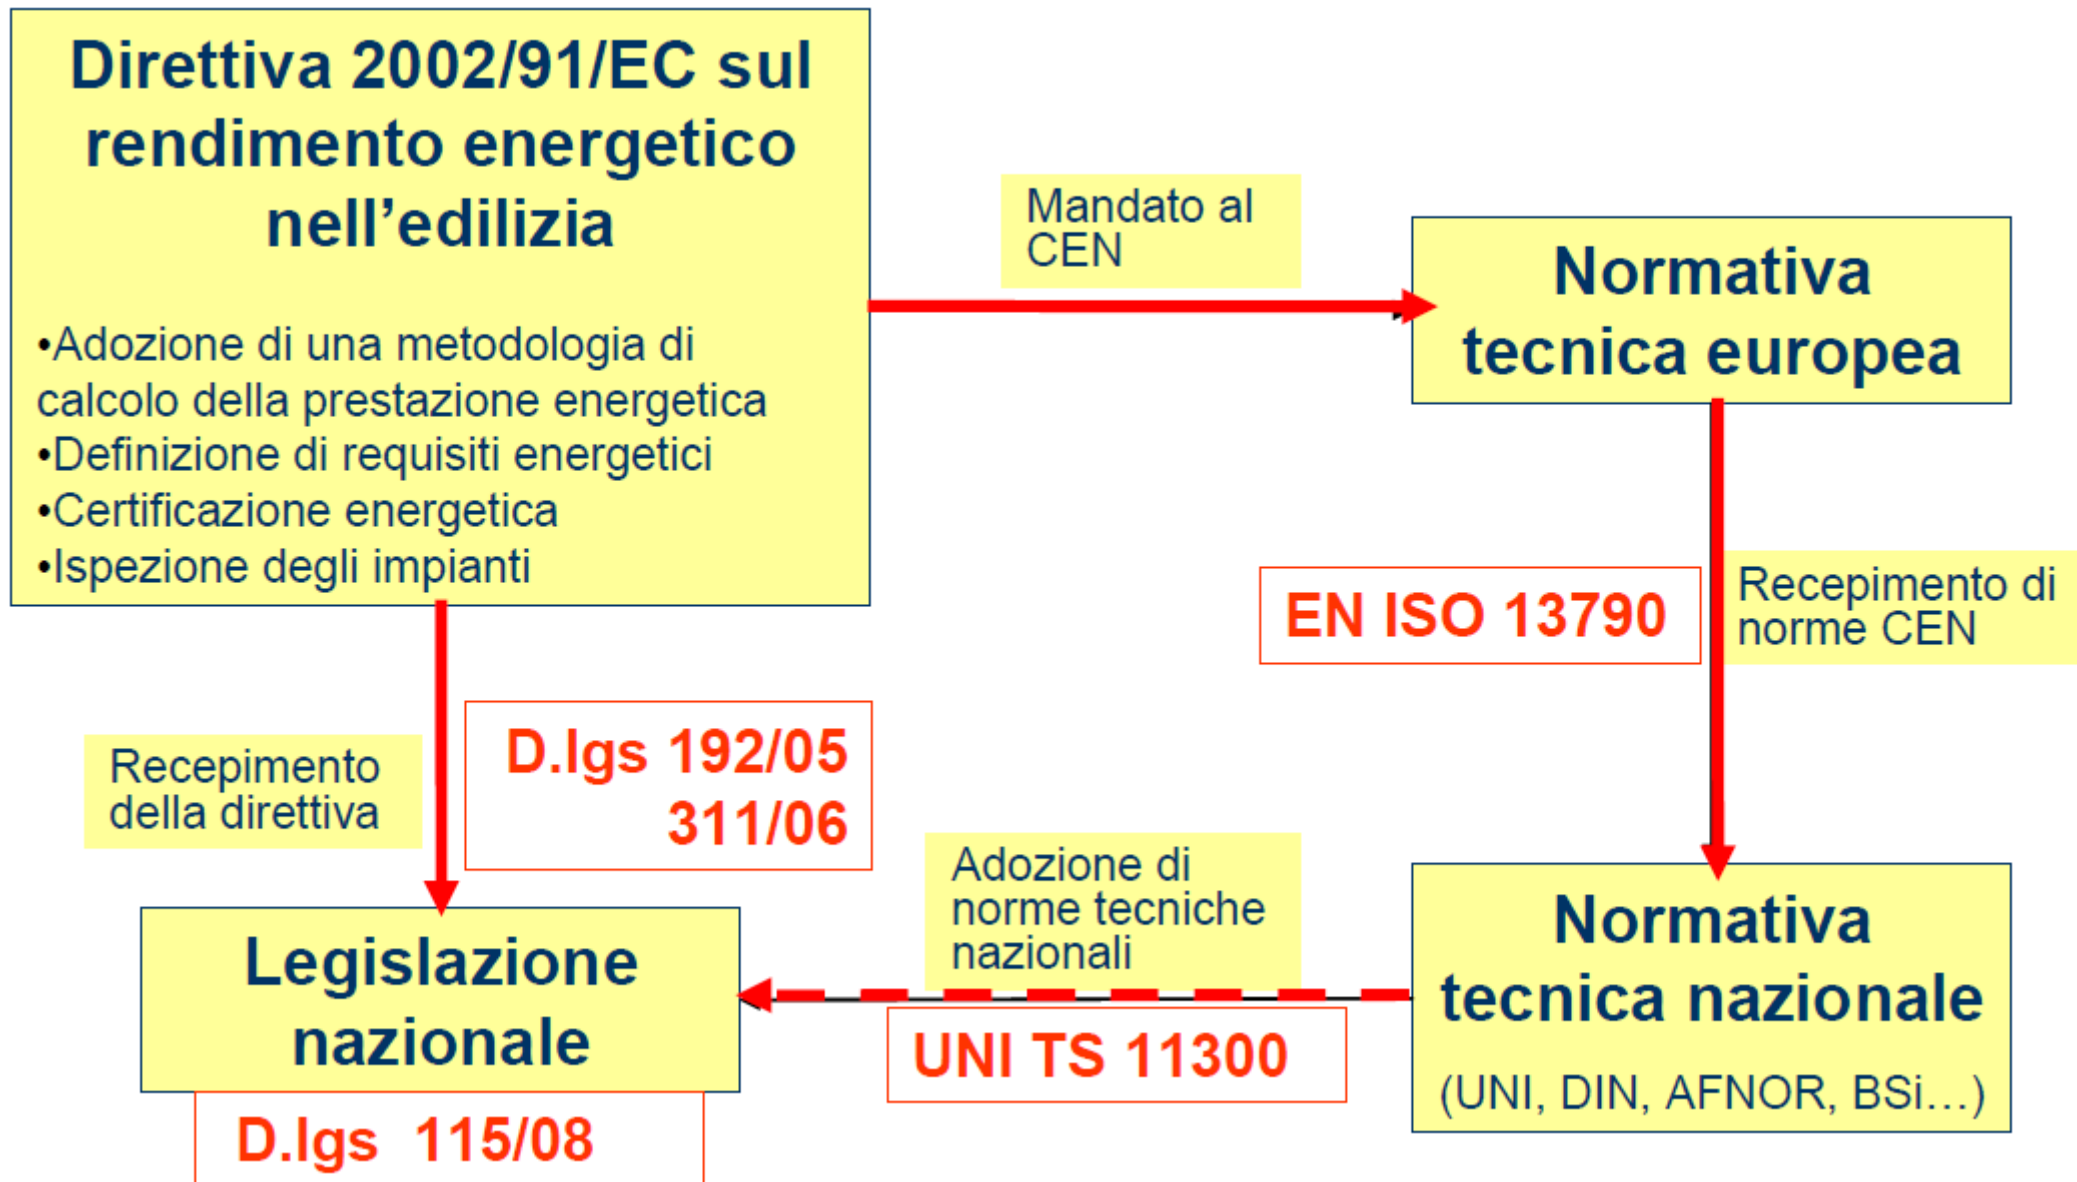 Direttiva 2002/91/EC sul
rendimento energetico
nell’edilizia
•Adozione di una metodologia di
calcolo della prestazione energetica
•Definizione di requisiti energetici
•Certificazione energetica
•Ispezione degli impianti
Mandato al
CEN
Normativa
tecnica europea
EN ISO 13790
Recepimento di
norme CEN
Recepimento
della direttiva
D.lgs 192/05
311/06
Adozione di
norme tecniche
nazionali
UNI TS 11300
Normativa
tecnica nazionale
(UNI, DIN, AFNOR, BSi…)
Legislazione
nazionale
D.lgs 115/08